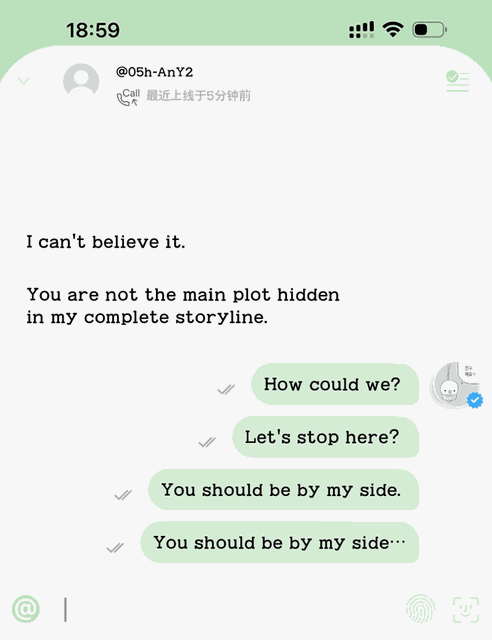 18:59
@05h-AnY2
Call
最近上线于5分钟前
I can't believe it.
You are not the main plot hidden
in my complete storyline.
How could we?
Let's stop here?
You should be by my side.
You should be by my side…
@